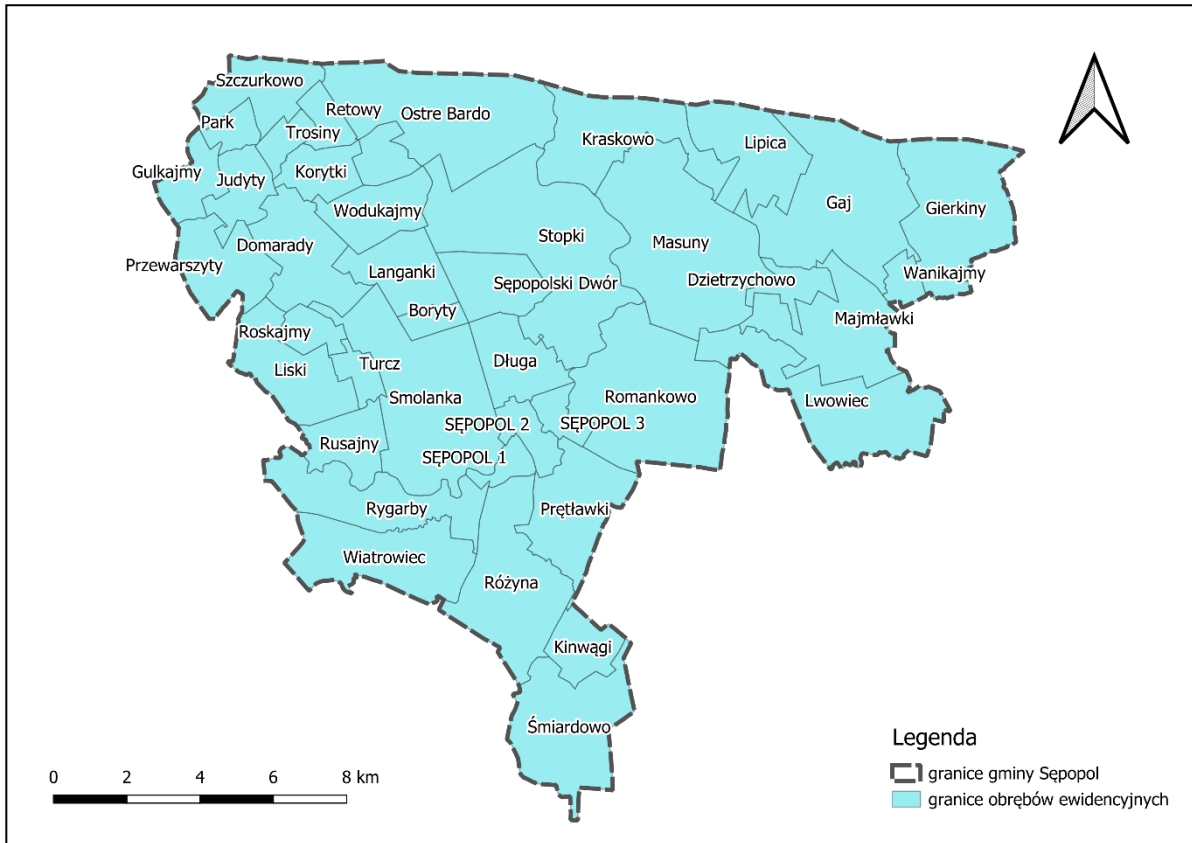 Szczurkowo
Retowy
Ostre Bardo
Park
Trosiny
Kraskowo
Lipica
Gulkajmy
Judyty
Korytki
Wodukajmy
Gaj
Gierkiny
Domarady
Stopki
Masuny
Przewarszyty
Langanki
Sępopolski Dwór
Dzietrzychowo
Wanikajmy
Boryty
Majmławki
Roskajmy
Liski
Turcz
Długa
Smolanka
Romankowo
Lwowiec
SĘPOPOL 2
SĘPOPOL 3
Rusajny
SĘPOPOL 1
Rygarby
Prętławki
Wiatrowiec
Różyna
Kinwągi
Śmiardowo
Legenda
granice gminy Sępopol
granice obrębów ewidencyjnych
0 2 4 6 8 km